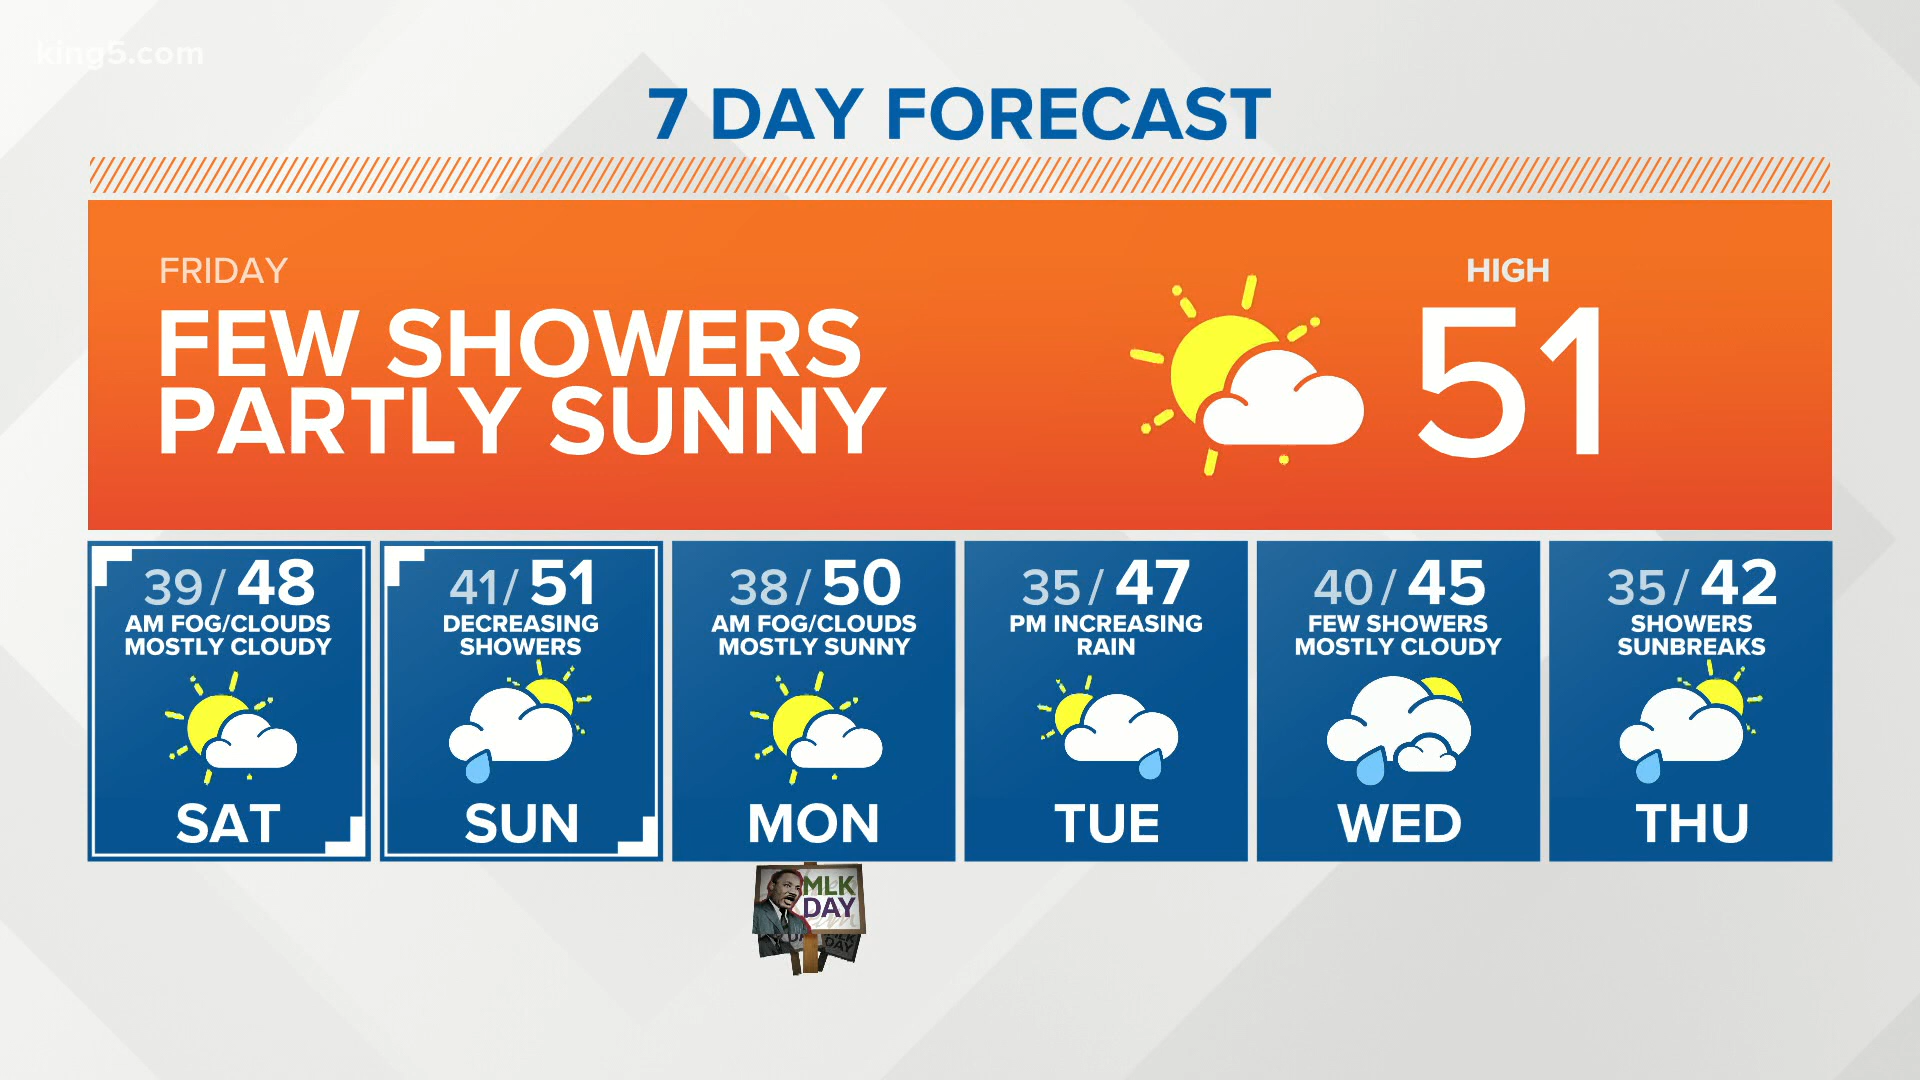 king5.com
7 DAY FORECAST
FRIDAY
FEW SHOWERS
PARTLY SUNNY
HIGH
51
39/48
AM FOG/CLOUDS
MOSTLY CLOUDY
SAT
41/51
DECREASING
SHOWERS
SUN
38/50
AM FOG/CLOUDS
MOSTLY SUNNY
MON
35/47
PM INCREASING
RAIN
TUE
40/45
FEW SHOWERS
MOSTLY CLOUDY
WED
35/42
SHOWERS
SUNBREAKS
THU
MLK
DAY
MLK
DAY